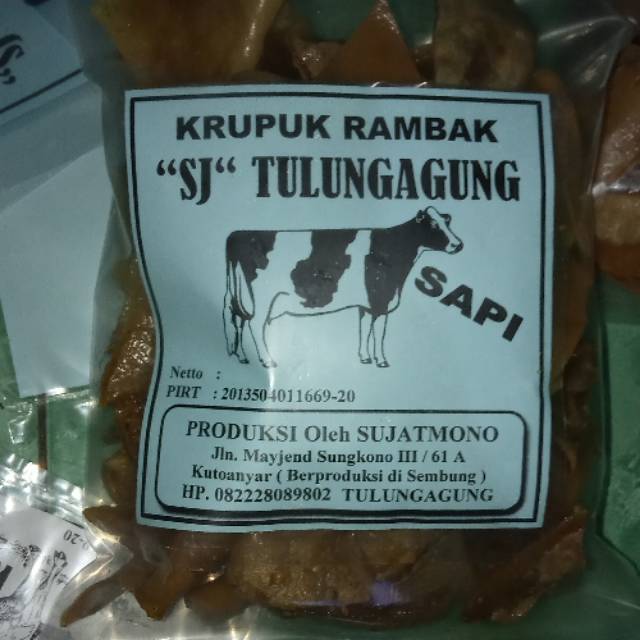 KRUPUK RAMBAK
“SJ“ TULUNGAGUNG
SAPI
Netto :
PIRT : 2013504011669-20
PRODUKSI Oleh SUJATMONO
Jln. Mayjend Sungkono III / 61 A
Kutoanyar ( Berproduksi di Sembung )
HP. 082228089802 TULUNGAGUNG